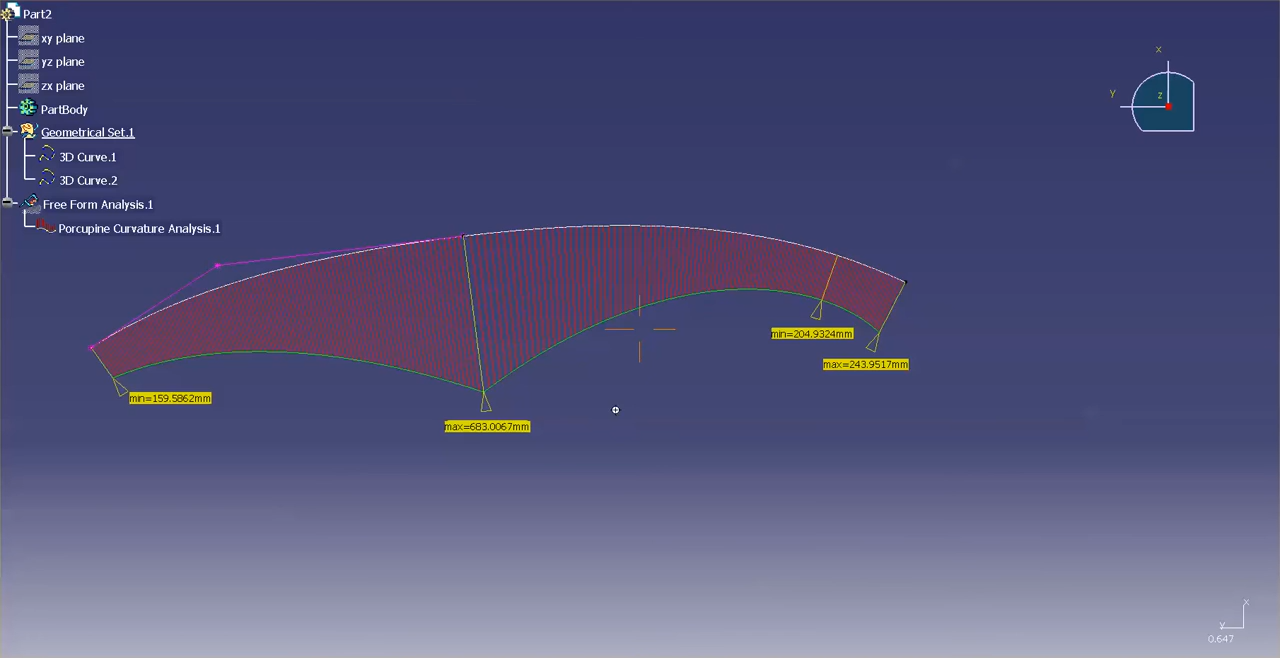 Part2
xy plane
yz plane
zx plane
PartBody
Geometrical Set.1
3D Curve.1
3D Curve.2
Free Form Analysis.1
Porcupine Curvature Analysis.1
x
Y
z
min=204.9324mm
max=243.9517mm
min=159.5862mm
max=683.0067mm
x
y
0.647